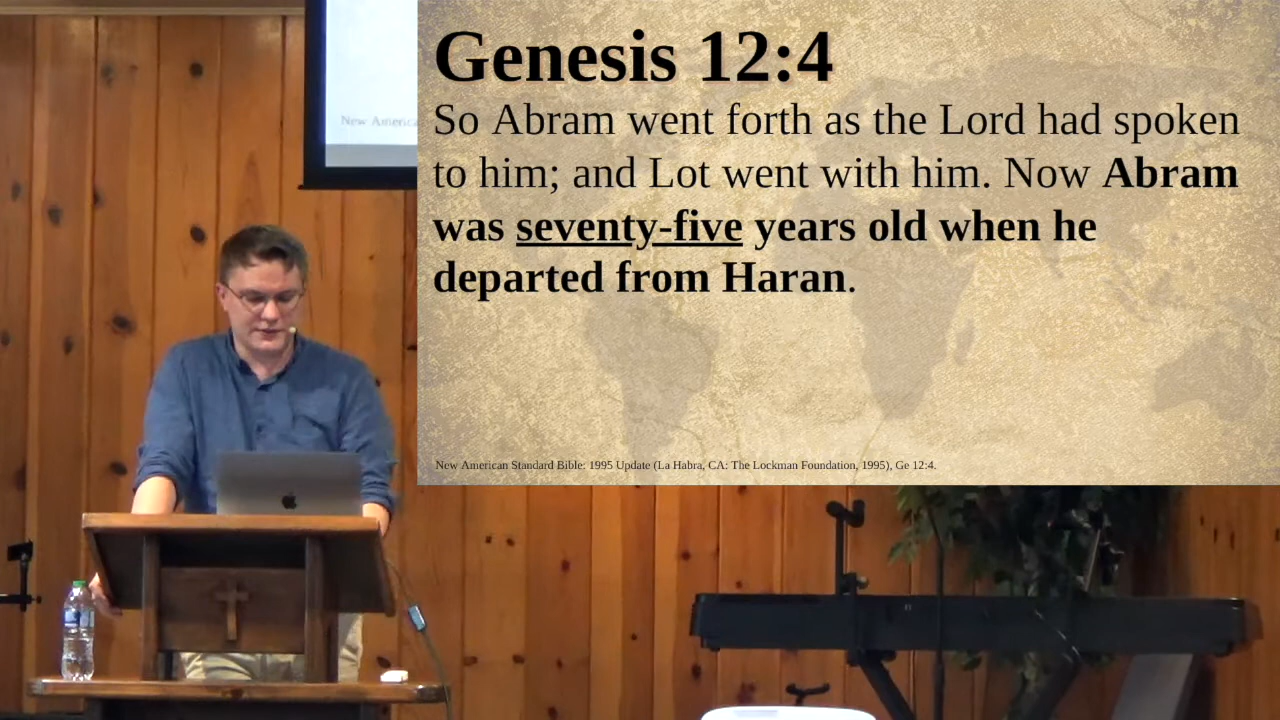 Genesis 12:4
So Abram went forth as the Lord had spoken
to him; and Lot went with him. Now Abram
was seventy-five years old when he
departed from Haran.
New American Standard Bible: 1995 Update (La Habra, CA: The Lockman Foundation, 1995), Ge 12:4.
New America